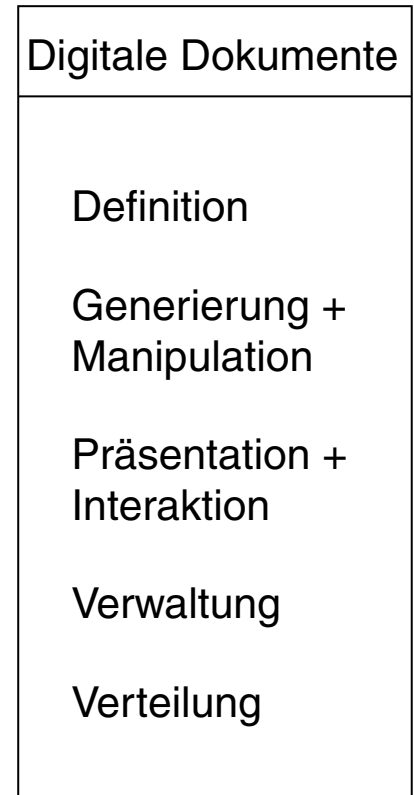 Digitale Dokumente
Definition
Generierung +
Manipulation
Präsentation +
Interaktion
Verwaltung
Verteilung